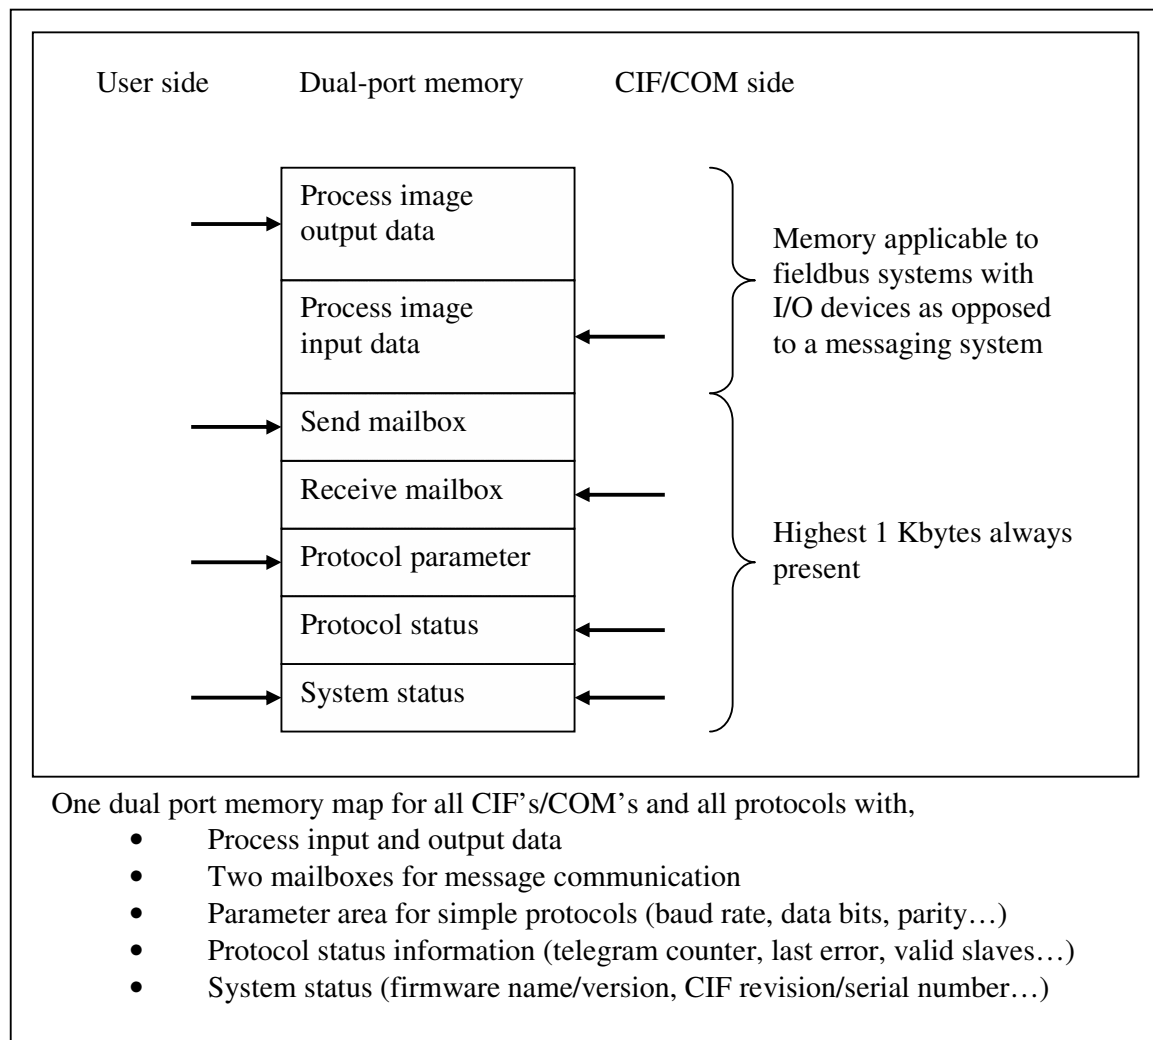 User side
Dual-port memory
CIF/COM side
Process image
output data
Process image
input data
Send mailbox
Receive mailbox
Protocol parameter
Protocol status
System status
Memory applicable to
fieldbus systems with
I/O devices as opposed
to a messaging system
Highest 1 Kbytes always
present
One dual port memory map for all CIF’s/COM’s and all protocols with,
• Process input and output data
• Two mailboxes for message communication
• Parameter area for simple protocols (baud rate, data bits, parity…)
• Protocol status information (telegram counter, last error, valid slaves…)
• System status (firmware name/version, CIF revision/serial number…)